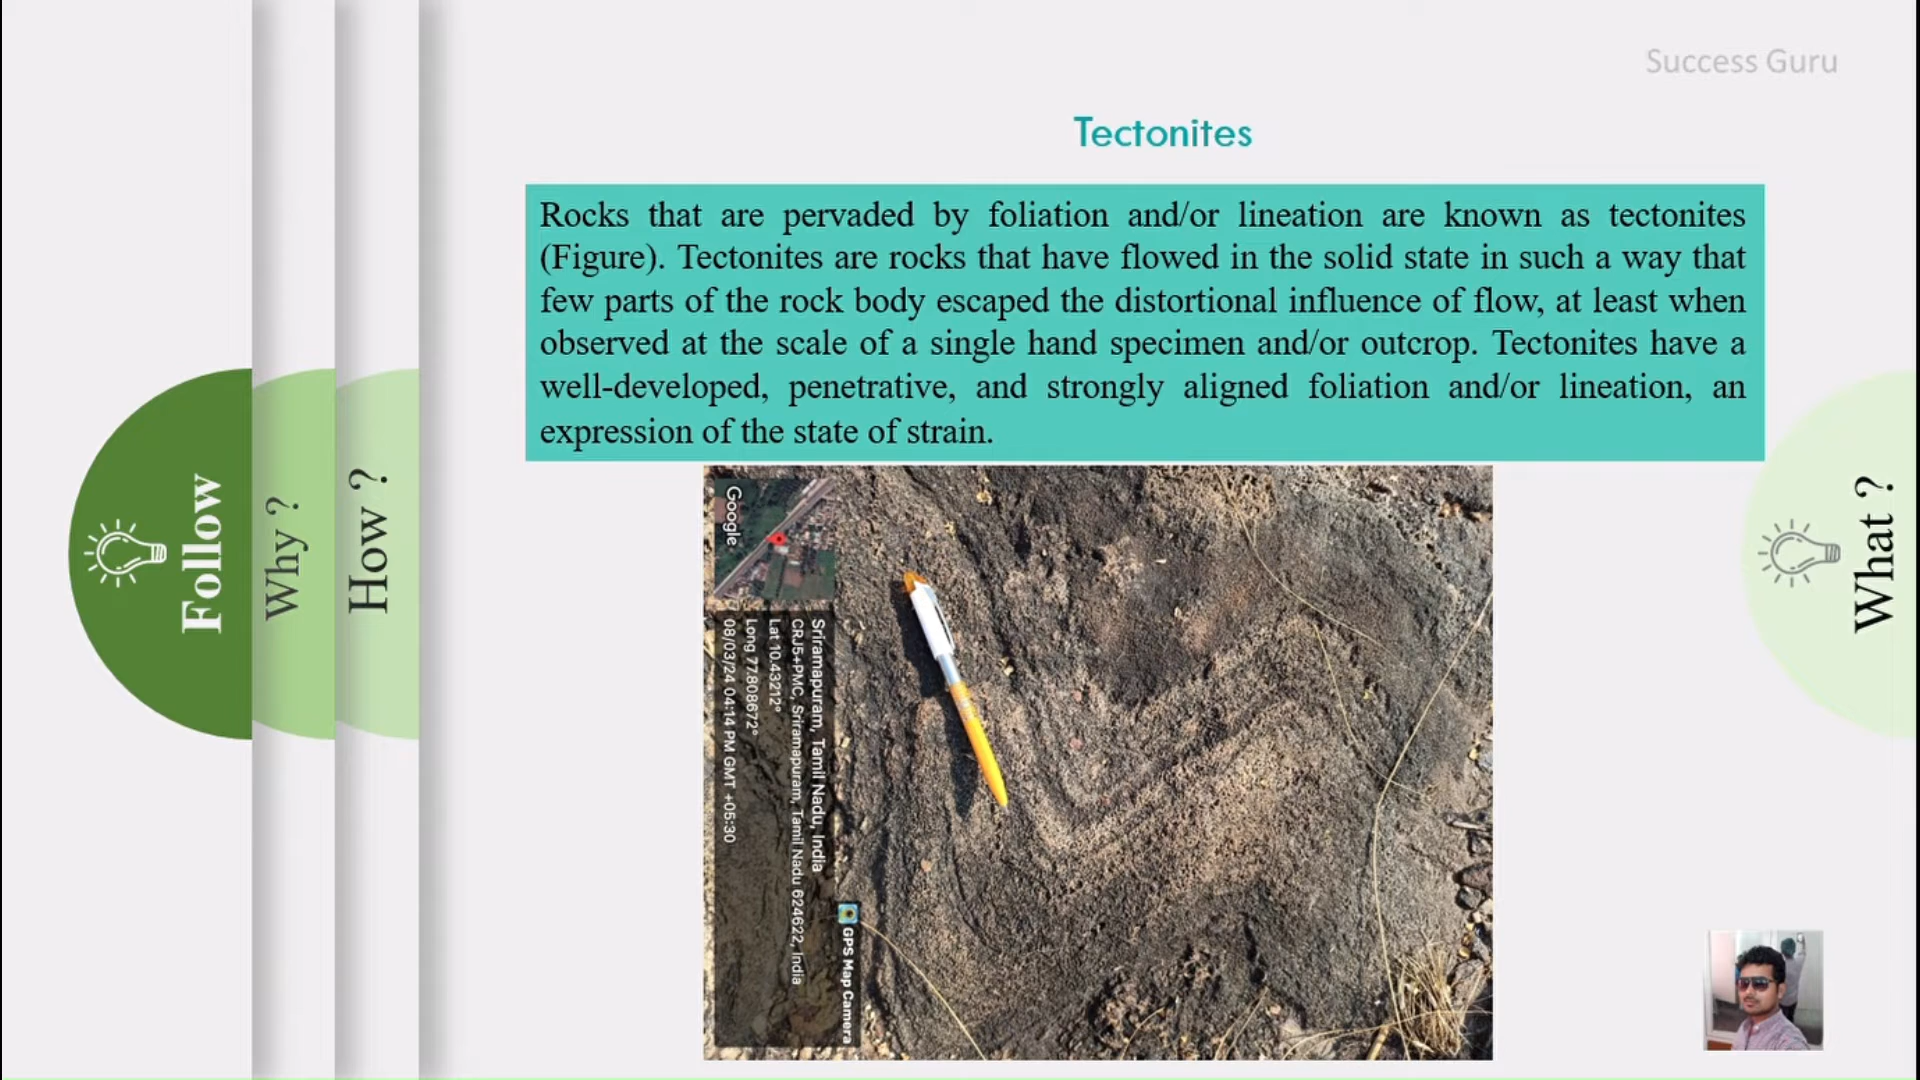 Success Guru
Tectonites
Rocks that are pervaded by foliation and/or lineation are known as tectonites
(Figure). Tectonites are rocks that have flowed in the solid state in such a way that
few parts of the rock body escaped the distortional influence of flow, at least when
observed at the scale of a single hand specimen and/or outcrop. Tectonites have a
well-developed, penetrative, and strongly aligned foliation and/or lineation, an
expression of the state of strain.
Follow
Why ?
How ?
What ?
Google
GPS Map Camera
Sriramapuram, Tamil Nadu, India
CRJ5+PMC, Sriramapuram, Tamil Nadu 624622, India
Lat 10.43212°
Long 77.808672°
08/03/24 04:14 PM GMT +05:30